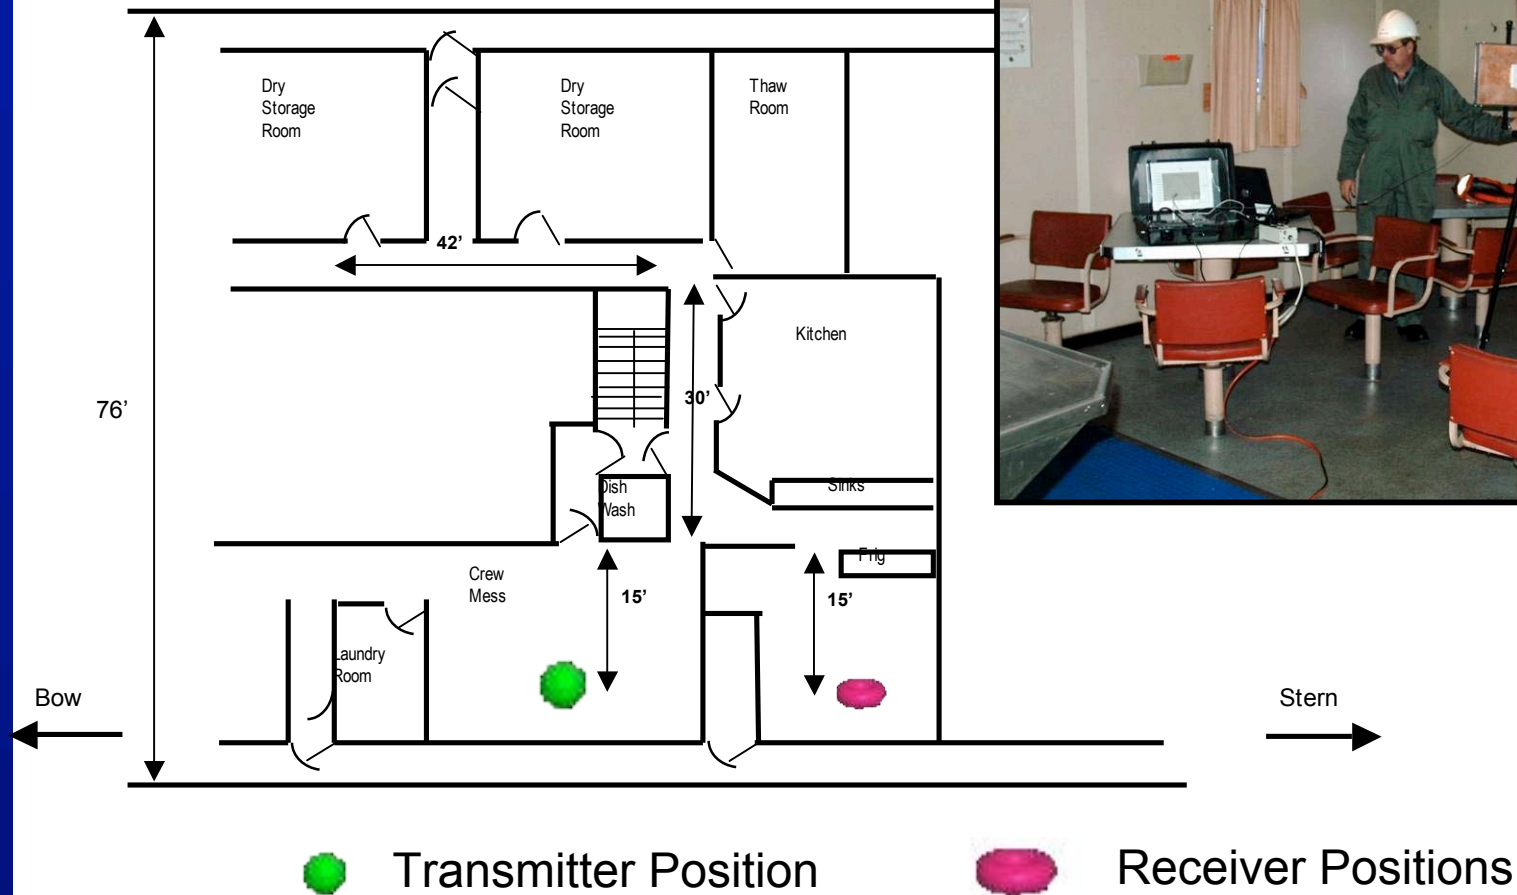 Dry
Storage
Room
Dry
Storage
Room
Thaw
Room
42’
Kitchen
30’
76’
Dish
Wash
Sinks
Frig
Crew
Mess
15’
15’
Laundry
Room
Bow
Stern
Transmitter Position
Receiver Positions